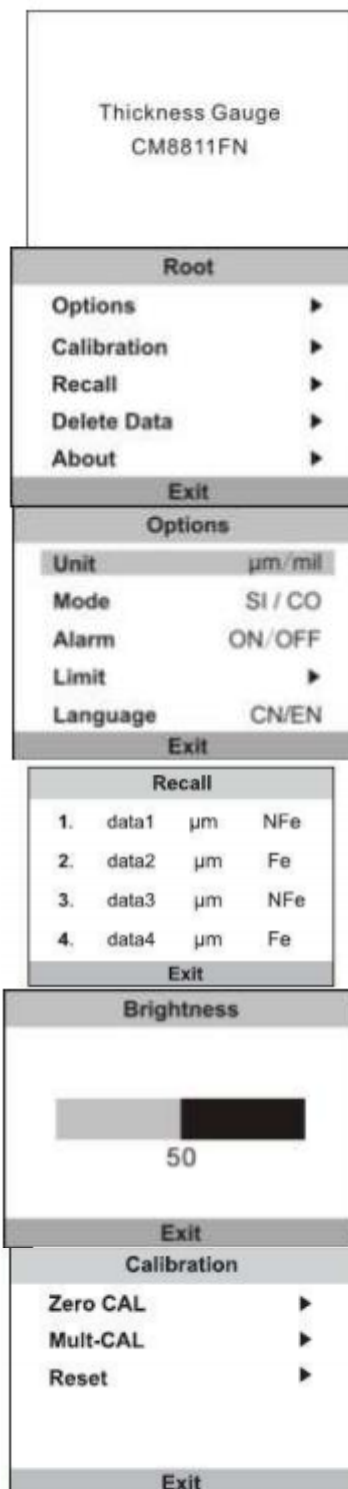 Thickness Gauge
CM8811FN
Root
Options ▶
Calibration ▶
Recall ▶
Delete Data ▶
About ▶
Exit
Options
Unit µm/mil
Mode SI / CO
Alarm ON/OFF
Limit ▶
Language CN/EN
Exit
Recall
1. data1 µm NFe
2. data2 µm Fe
3. data3 µm NFe
4. data4 µm Fe
Exit
Brightness
50
Exit
Calibration
Zero CAL ▶
Mult-CAL ▶
Reset ▶
Exit